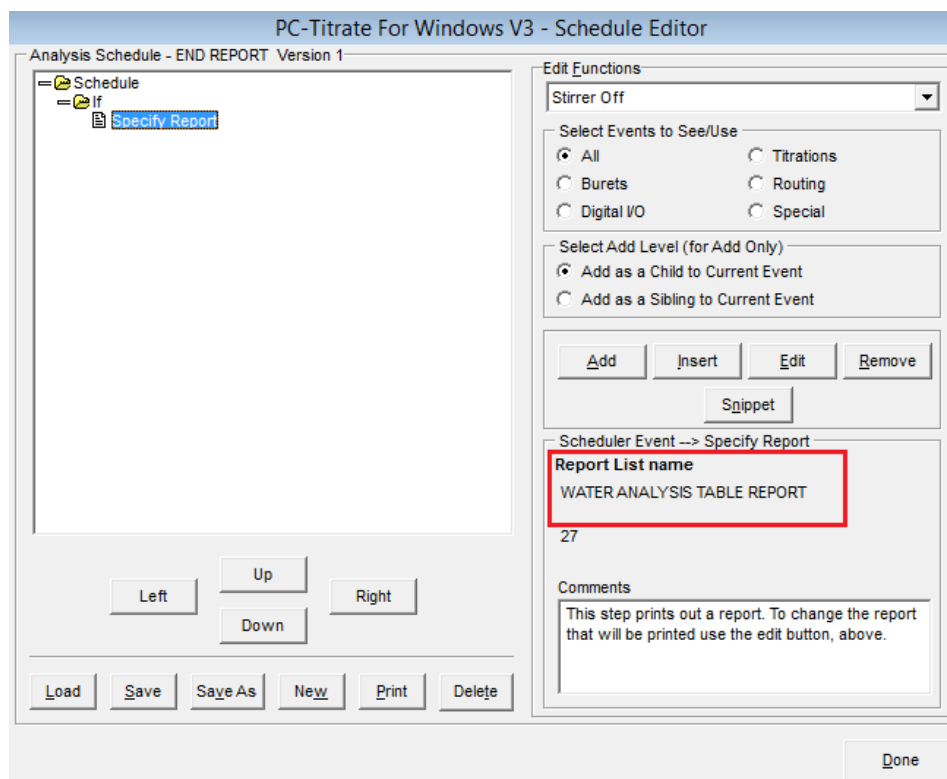 PC-Titrate For Windows V3 - Schedule Editor
Analysis Schedule - END REPORT Version 1
Schedule
If
Specify Report
Edit Functions
Stirrer Off
Select Events to See/Use
All
Titrations
Burets
Routing
Digital I/O
Special
Select Add Level (for Add Only)
Add as a Child to Current Event
Add as a Sibling to Current Event
Add
Insert
Edit
Remove
Snippet
Scheduler Event --> Specify Report
Report List name
WATER ANALYSIS TABLE REPORT
27
Comments
This step prints out a report. To change the report
that will be printed use the edit button, above.
Up
Left
Right
Down
Load
Save
Save As
New
Print
Delete
Done